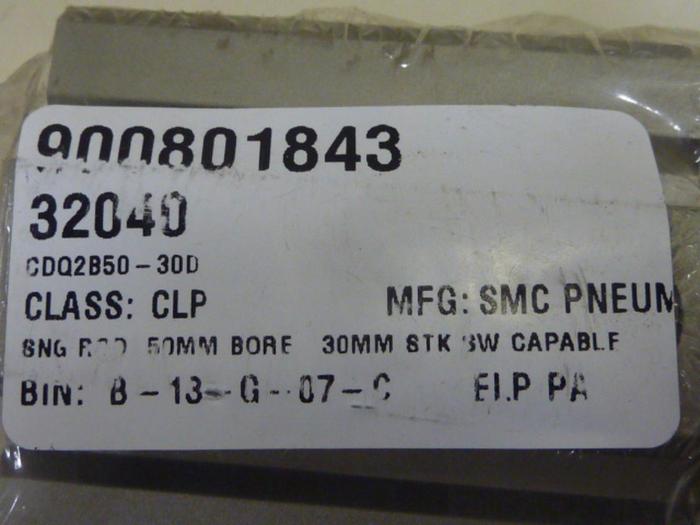 900801843
32040
CDQ2B50-30D
CLASS: CLP MFG: SMC PNEUM
SNG ROD 50MM BORE 30MM STK SW CAPABLE
BIN: B-13-G-07-C ELP PA